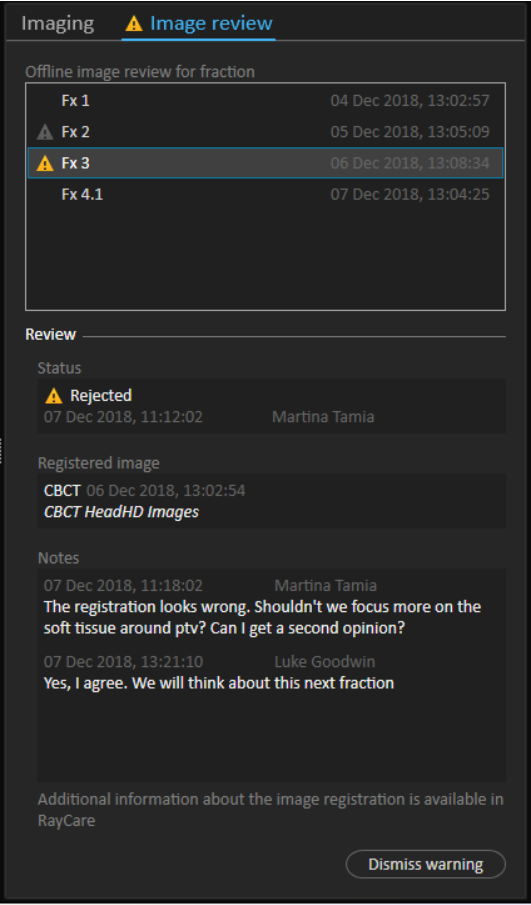 Imaging Image review
Offline image review for fraction
Fx 1 04 Dec 2018, 13:02:57
Fx 2 05 Dec 2018, 13:05:09
Fx 3 06 Dec 2018, 13:08:34
Fx 4.1 07 Dec 2018, 13:04:25
Review
Status
Rejected
07 Dec 2018, 11:12:02 Martina Tamia
Registered image
CBCT 06 Dec 2018, 13:02:54
CBCT HeadHD Images
Notes
07 Dec 2018, 11:18:02 Martina Tamia
The registration looks wrong. Shouldn't we focus more on the
soft tissue around ptv? Can I get a second opinion?
07 Dec 2018, 13:21:10 Luke Goodwin
Yes, I agree. We will think about this next fraction
Additional information about the image registration is available in
RayCare
Dismiss warning